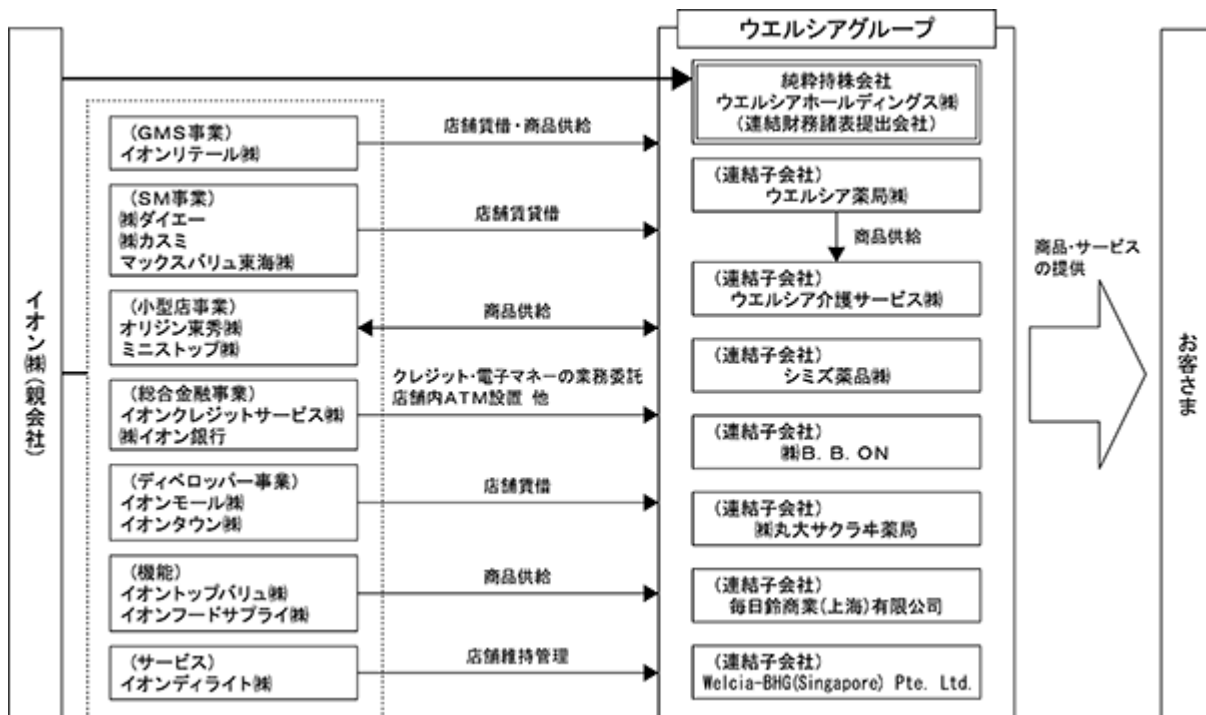 イオン㈱(親会社)
(GMS事業)
イオンリテール㈱
(SM事業)
㈱ダイエー
㈱カスミ
マックスバリュ東海㈱
(小型店事業)
オリジン東秀㈱
ミニストップ㈱
(総合金融事業)
イオンクレジットサービス㈱
㈱イオン銀行
(ディベロッパー事業)
イオンモール㈱
イオンタウン㈱
(機能)
イオントップバリュ㈱
イオンフードサプライ㈱
(サービス)
イオンディライト㈱
店舗賃借・商品供給
店舗賃貸借
商品供給
クレジット・電子マネーの業務委託
店舗内ATM設置 他
店舗賃借
商品供給
店舗維持管理
ウエルシアグループ
純粋持株会社
ウエルシアホールディングス㈱
(連結財務諸表提出会社)
(連結子会社)
ウエルシア薬局㈱
商品供給
(連結子会社)
ウエルシア介護サービス㈱
(連結子会社)
シミズ薬品㈱
(連結子会社)
㈱B. B. ON
(連結子会社)
㈱丸大サクラヰ薬局
(連結子会社)
毎日鈴商業(上海)有限公司
(連結子会社)
Welcia-BHG(Singapore) Pte. Ltd.
商品・サービス
の提供
お客さま